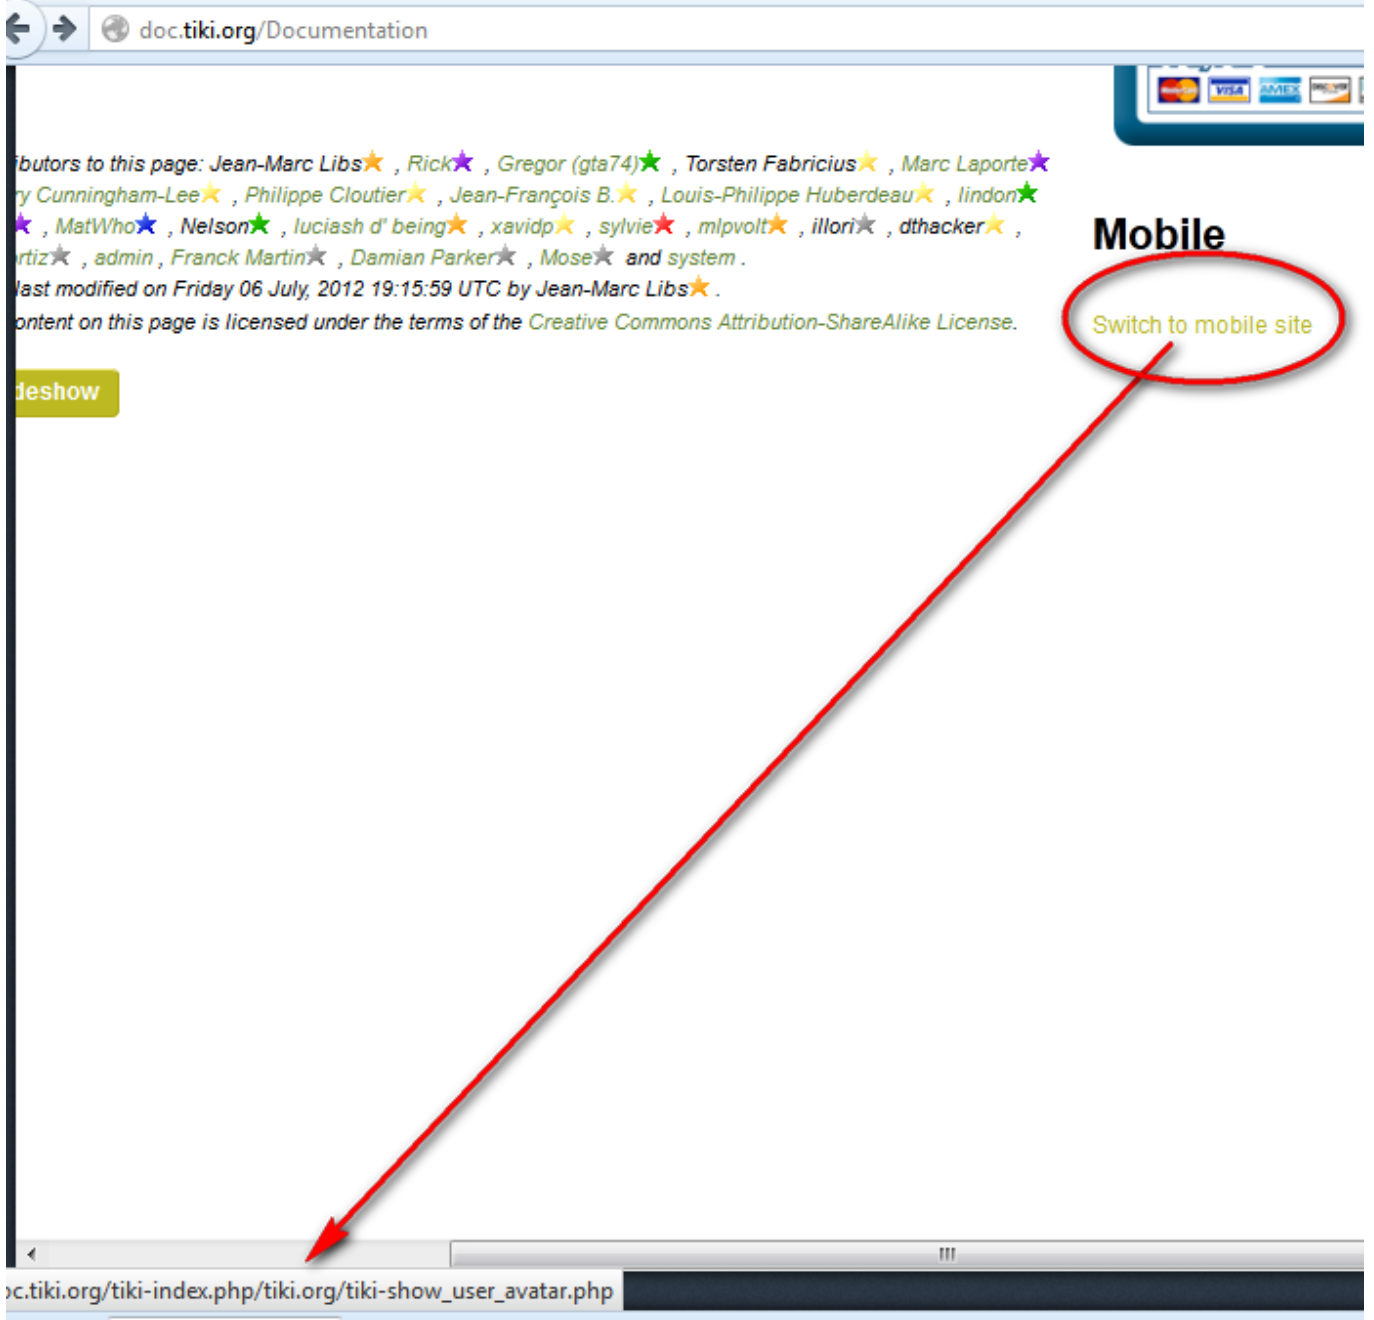 doc.tiki.org/Documentation
VISA AMEX
ibutors to this page: Jean-Marc Libs , Rick , Gregor (gta74) , Torsten Fabricius , Marc Laporte
ry Cunningham-Lee , Philippe Cloutier , Jean-François B. , Louis-Philippe Huberdeau , lindon
, MatWho , Nelson , luciash d' being , xavidp , sylvie , mlpvolt , illori , dthacker ,
rtiz , admin , Franck Martin , Damian Parker , Mose and system .
last modified on Friday 06 July, 2012 19:15:59 UTC by Jean-Marc Libs .
ontent on this page is licensed under the terms of the Creative Commons Attribution-ShareAlike License.
deshow
Mobile
Switch to mobile site
oc.tiki.org/tiki-index.php/tiki.org/tiki-show_user_avatar.php